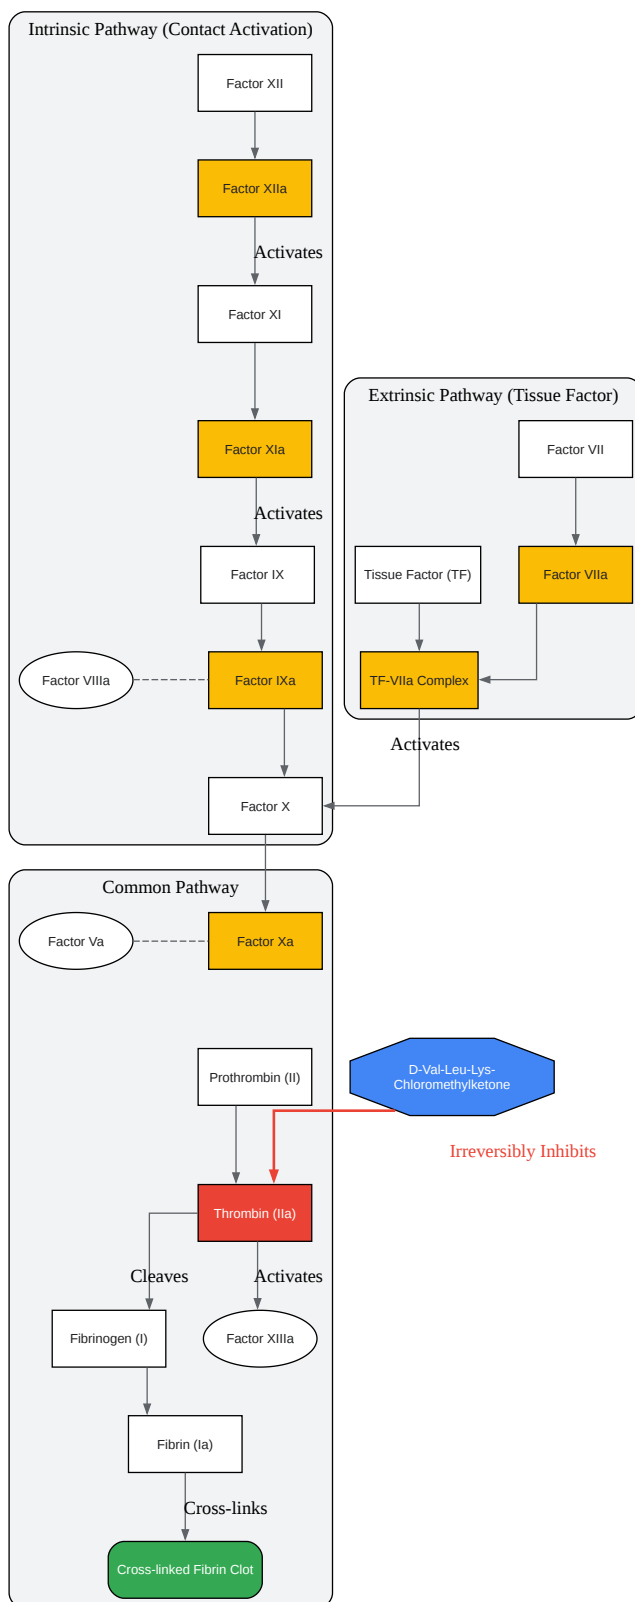 Intrinsic Pathway (Contact Activation)
Factor XII
Factor XIIa
Activates
Factor XI
Factor XIa
Activates
Factor IX
Factor VIIIa
Factor IXa
Factor X
Extrinsic Pathway (Tissue Factor)
Factor VII
Tissue Factor (TF)
Factor VIIa
TF-VIIa Complex
Activates
Common Pathway
Factor Va
Factor Xa
Prothrombin (II)
D-Val-Leu-Lys-
Chloromethylketone
Irreversibly Inhibits
Thrombin (IIa)
Cleaves
Activates
Fibrinogen (I)
Factor XIIIa
Fibrin (Ia)
Cross-links
Cross-linked Fibrin Clot